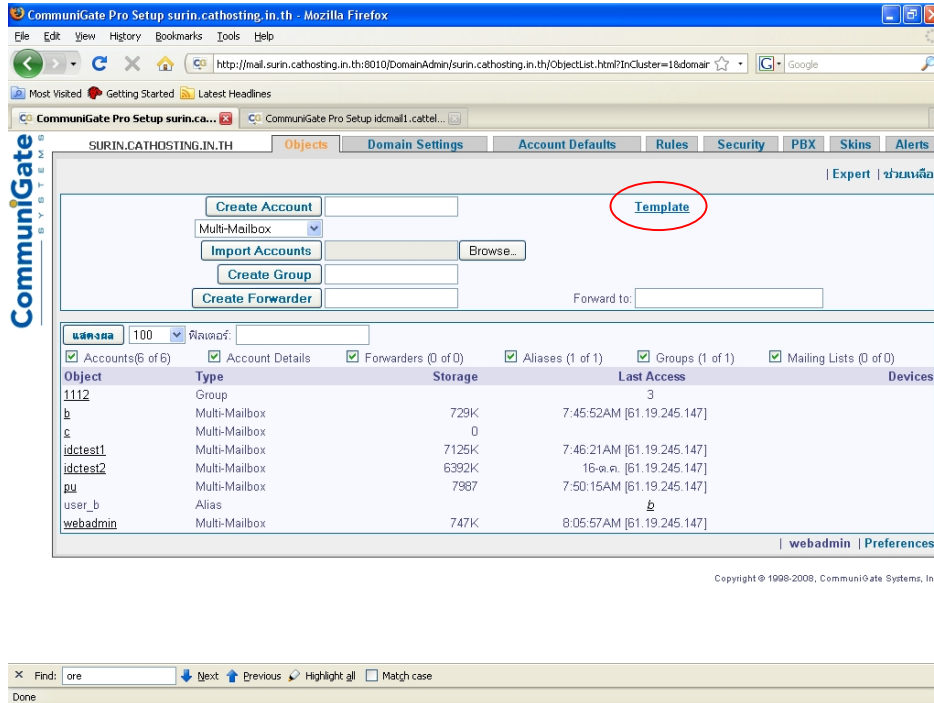 CommuniGate Pro Setup surin.cathosting.in.th - Mozilla Firefox
File Edit View History Bookmarks Tools Help
http://mail.surin.cathosting.in.th:8010/DomainAdmin/surin.cathosting.in.th/ObjectList.html?InCluster=1&domair
Google
Most Visited Getting Started Latest Headlines
CommuniGate Pro Setup surin.ca... CommuniGate Pro Setup idcmail1.cattel...
CommuniGate
SYSTEMS
SURIN.CATHOSTING.IN.TH Objects Domain Settings Account Defaults Rules Security PBX Skins Alerts
| Expert | ช่วยเหลือ
Create Account Template
Multi-Mailbox
Import Accounts Browse...
Create Group
Create Forwarder Forward to:
แสดงผล 100 ฟิลเตอร์:
Accounts(6 of 6) Account Details Forwarders (0 of 0) Aliases (1 of 1) Groups (1 of 1) Mailing Lists (0 of 0)
Object Type Storage Last Access Devices
1112 Group 3
b Multi-Mailbox 729K 7:45:52AM [61.19.245.147]
c Multi-Mailbox 0
idctest1 Multi-Mailbox 7125K 7:46:21AM [61.19.245.147]
idctest2 Multi-Mailbox 6392K 16-ต.ค. [61.19.245.147]
pu Multi-Mailbox 7987 7:50:15AM [61.19.245.147]
user_b Alias b
webadmin Multi-Mailbox 747K 8:05:57AM [61.19.245.147]
| webadmin | Preferences
Copyright © 1998-2008, CommuniGate Systems, In
Find: ore Next Previous Highlight all Match case
Done